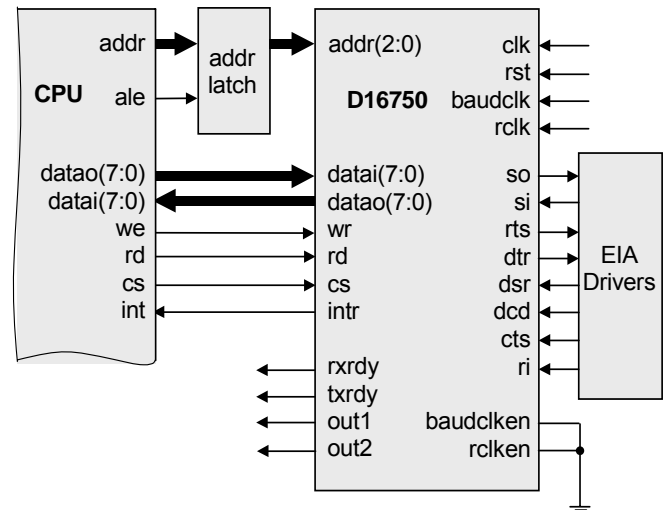 addr
CPU
ale
datao(7:0)
datai(7:0)
we
rd
cs
int
addr
latch
addr(2:0)
D16750
datai(7:0)
datao(7:0)
wr
rd
cs
intr
rxrdy
txrdy
out1
out2
clk
rst
baudclk
rclk
so
si
rts
dtr
dsr
dcd
cts
ri
baudclken
rclken
EIA
Drivers